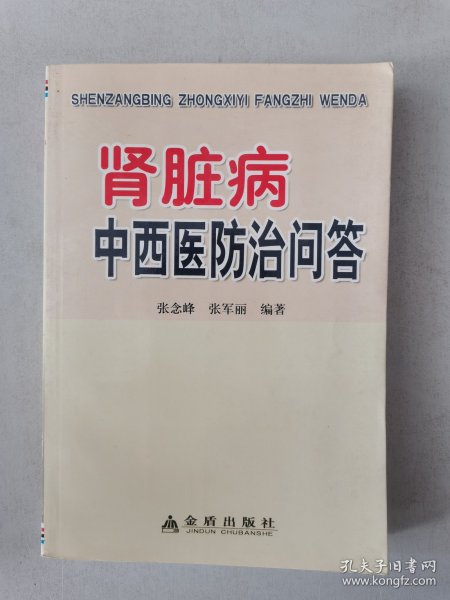 SHENZANGBING ZHONGXIYI FANGZHI WENDA
肾脏病
中西医防治问答
张念峰 张军丽 编著
金盾出版社
JINDUN CHUBANSHE
孔夫子旧书网
www.kongfz.com